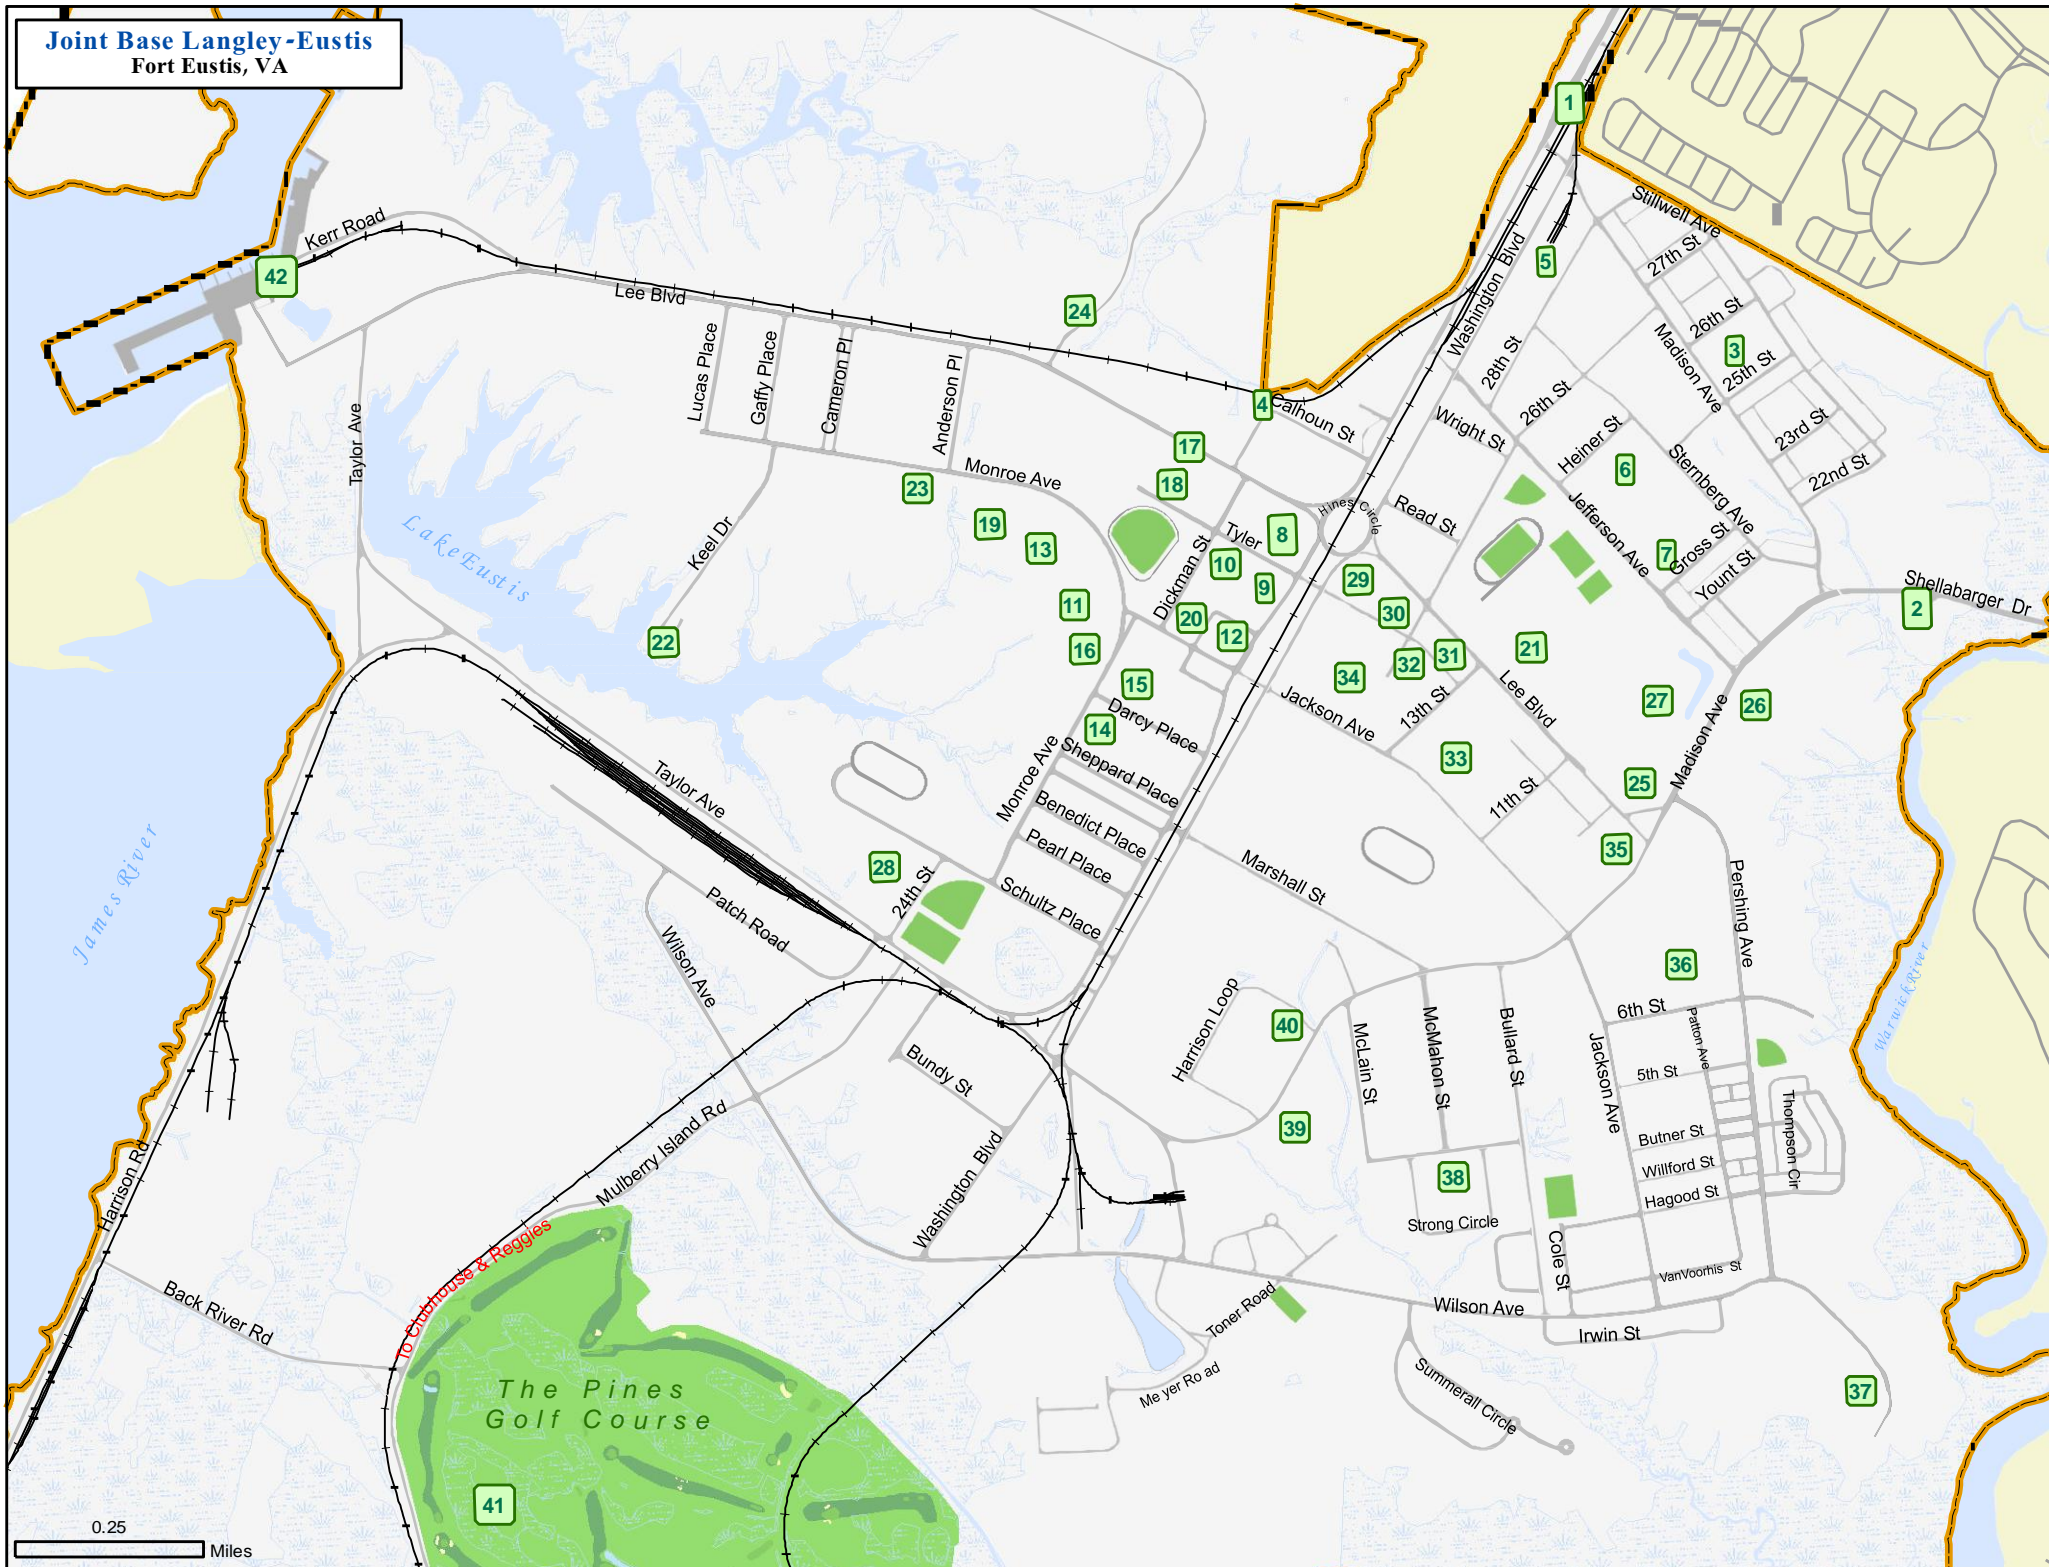 Joint Base Langley-Eustis
Fort Eustis, VA
1
Stillwell Ave
27th St
Kerr Road
42
Washington Blvd
5
Lee Blvd
24
26th St
Madison Ave
3
25th St
28th St
Lucas Place
Gaffy Place
Cameron Pl
Anderson Pl
4
Calhoun St
26th St
Wright St
Heiner St
23rd St
22nd St
Taylor Ave
17
18
Monroe Ave
23
6
Sternberg Ave
Jefferson Ave
Hines Circle
Read St
19
13
Tyler
8
7
Gross St
Yount St
Lake Eustis
Keel Dr
Dickman St
10
9
29
30
Shellabarger Dr
2
11
20
12
22
16
15
34
32
31
21
Lee Blvd
27
26
Darcy Place
14
Jackson Ave
13th St
Madison Ave
Sheppard Place
33
25
Taylor Ave
Monroe Ave
Benedict Place
11th St
Pearl Place
35
James River
28
24th St
Schultz Place
Marshall St
Pershing Ave
Patch Road
Wilson Ave
36
Warwick River
Harrison Loop
40
McLain St
McMahon St
Bullard St
Jackson Ave
6th St
Patton Ave
5th St
Bundy St
Thompson Cir
Mulberry Island Rd
39
Butner St
Willford St
Hagood St
Harrison Rd
Washington Blvd
38
Strong Circle
To Clubhouse & Reggies
Cole St
VanVoorhis St
Back River Rd
Toner Road
Wilson Ave
Irwin St
Me yer Ro ad
Summerall Circle
37
The Pines
Golf Course
41
0.25
Miles